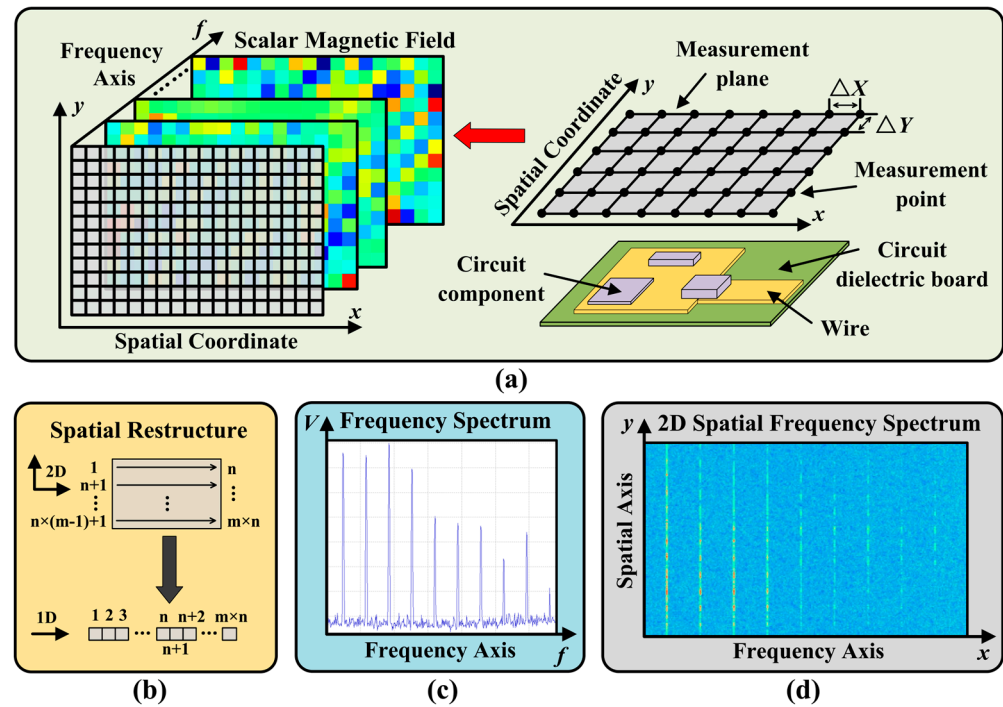 f
Frequency
Axis
Scalar Magnetic Field
y
x
Spatial Coordinate
Measurement
plane
△X
△Y
y
Spatial Coordinate
Measurement
point
x
Circuit
component
Circuit
dielectric board
Wire
(a)
Spatial Restructure
2D
1
n
n+1
⋮
⋮
⋮
n×(m-1)+1
m×n
1D
1 2 3
n
n+2
m×n
···
···
n+1
(b)
V
Frequency Spectrum
Frequency Axis
f
(c)
y
2D Spatial Frequency Spectrum
Spatial Axis
Frequency Axis
x
(d)